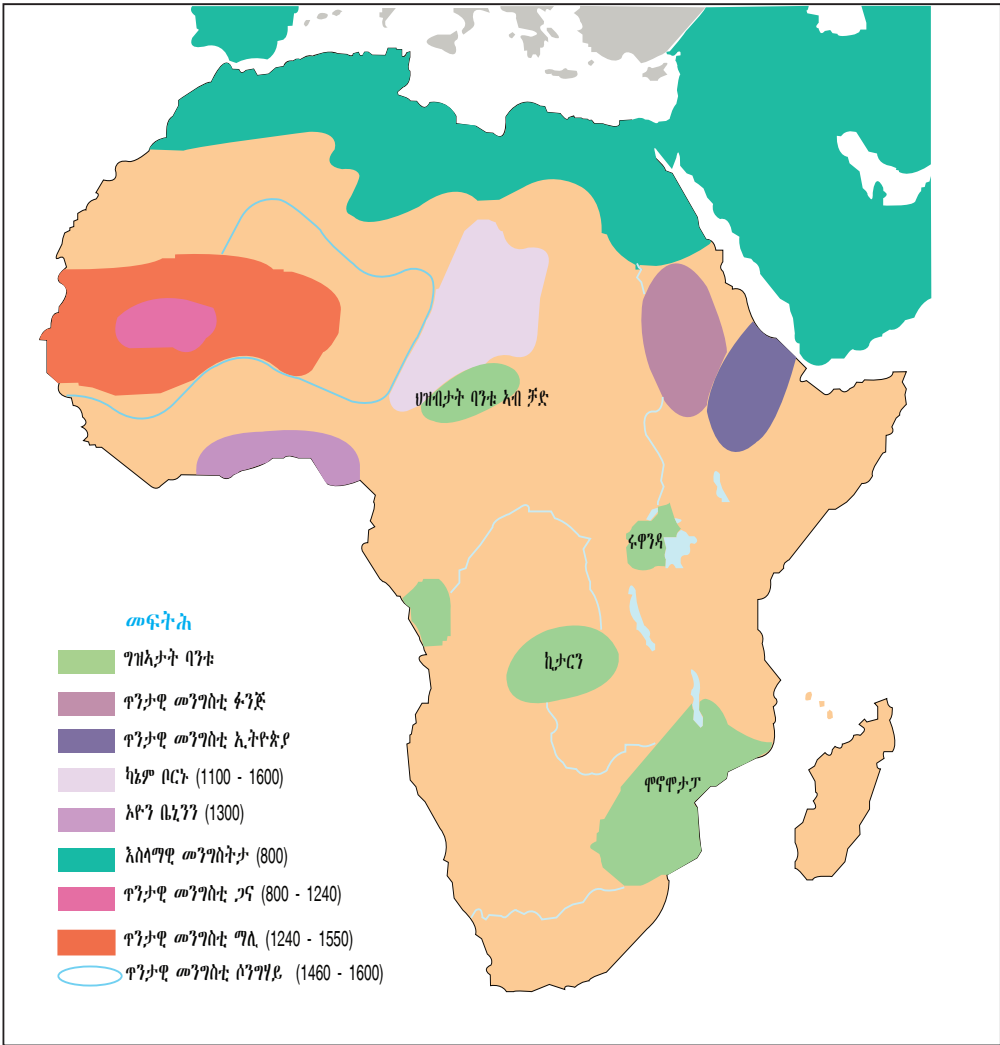 ህዝብታት ባንቱ ኣብ ቻድ
ሩዋንዳ
ኪታርን
ሞኖሞታፓ
መፍትሕ
ግዝኣታት ባንቱ
ጥንታዊ መንግስቲ ፉንጅ
ጥንታዊ መንግስቲ ኢትዮጵያ
ካኔም ቦርኑ (1100 - 1600)
ኦዮን ቤኒንን (1300)
እስላማዊ መንግስትታ (800)
ጥንታዊ መንግስቲ ጋና (800 - 1240)
ጥንታዊ መንግስቲ ማሊ (1240 - 1550)
ጥንታዊ መንግስቲ ሶንግሃይ (1460 - 1600)